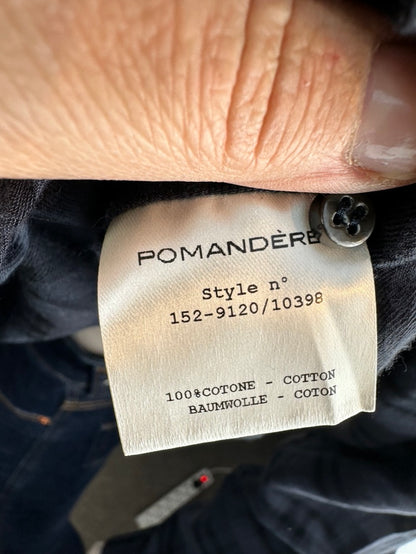 POMANDÈRE
Style n°
152-9120/10398
100%COTONE - COTTON
BAUMWOLLE - COTON